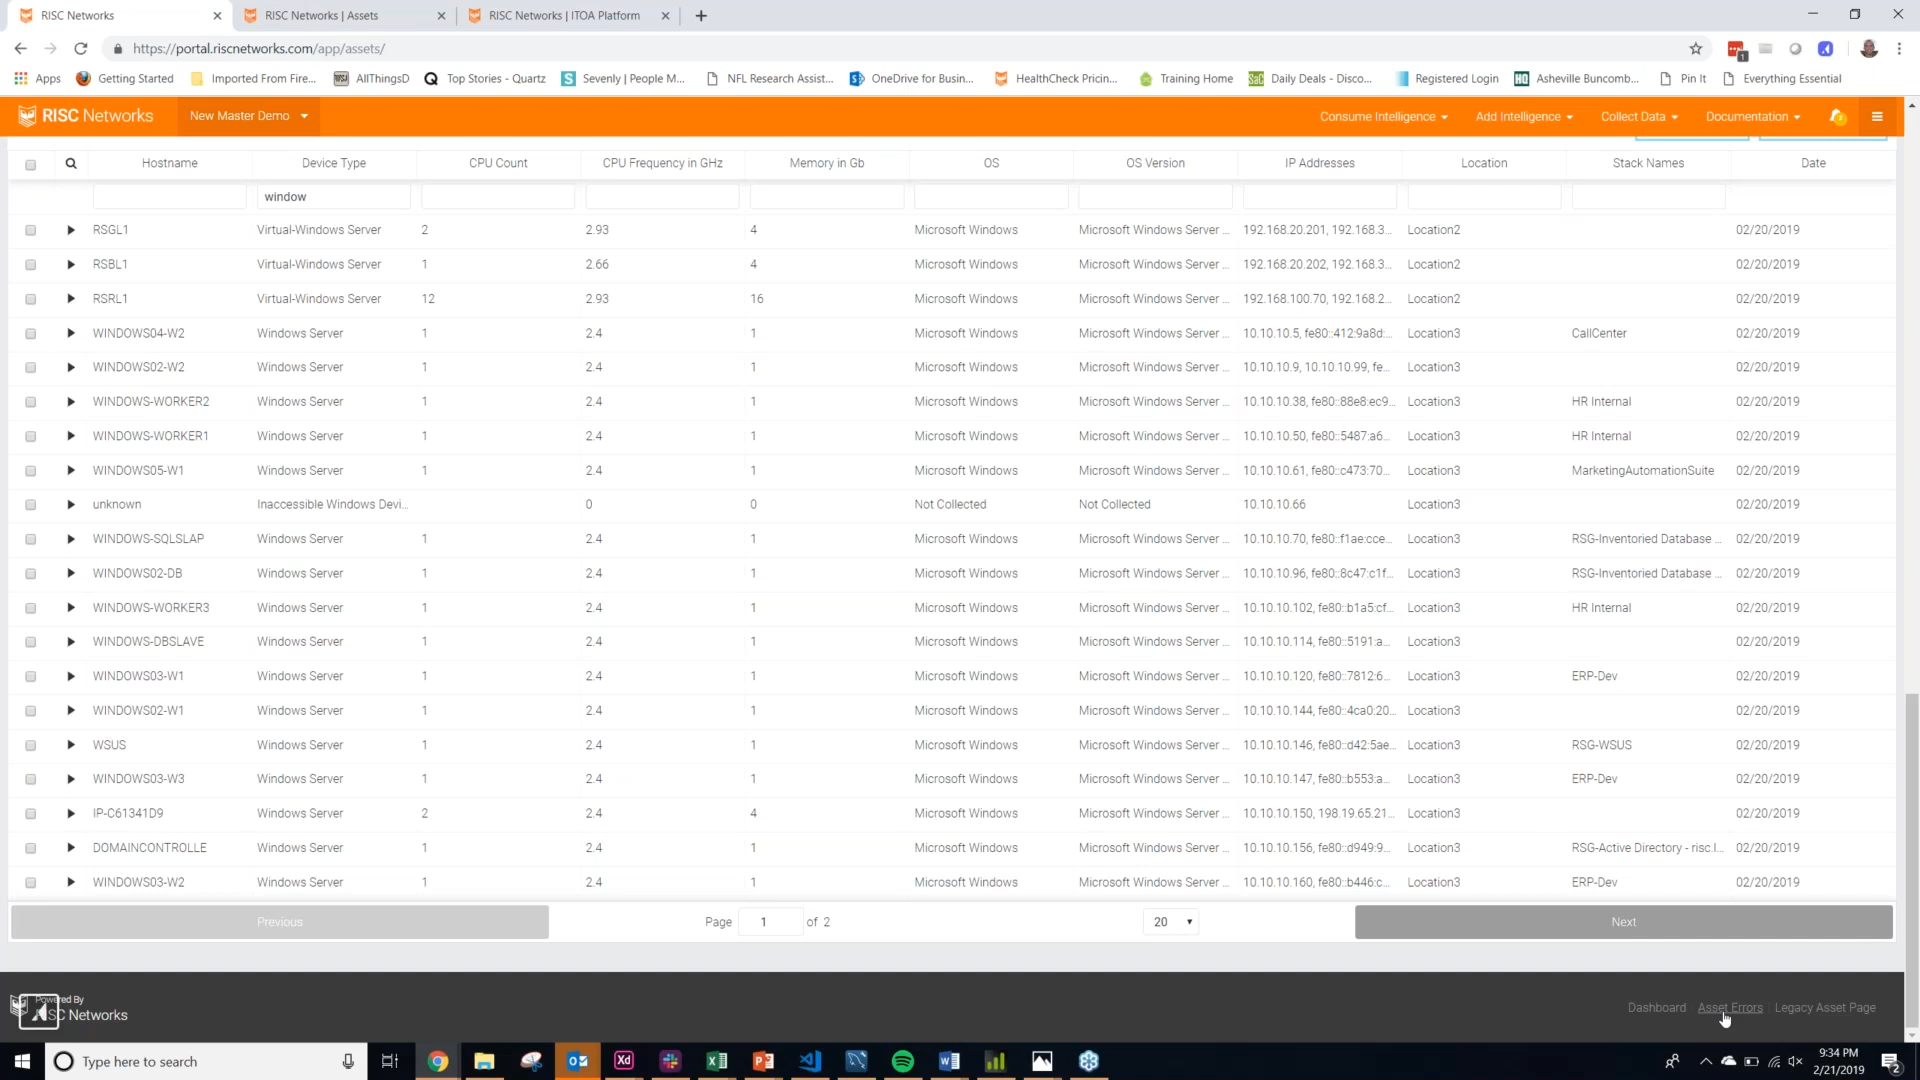 RISC Networks
RISC Networks | Assets
RISC Networks | ITOA Platform
https://portal.riscnetworks.com/app/assets/
1
Apps Getting Started Imported From Fire... AllThingsD Top Stories - Quartz Sevenly | People M... NFL Research Assist... OneDrive for Busin... HealthCheck Pricin... Training Home Daily Deals - Disco... Registered Login Asheville Buncomb... Pin It Everything Essential
RISC Networks New Master Demo Consume Intelligence Add Intelligence Collect Data Documentation
Hostname Device Type CPU Count CPU Frequency in GHz Memory in Gb OS OS Version IP Addresses Location Stack Names Date
window
RSGL1 Virtual-Windows Server 2 2.93 4 Microsoft Windows Microsoft Windows Server ... 192.168.20.201, 192.168.3... Location2 02/20/2019
RSBL1 Virtual-Windows Server 1 2.66 4 Microsoft Windows Microsoft Windows Server ... 192.168.20.202, 192.168.3... Location2 02/20/2019
RSRL1 Virtual-Windows Server 12 2.93 16 Microsoft Windows Microsoft Windows Server ... 192.168.100.70, 192.168.2... Location2 02/20/2019
WINDOWS04-W2 Windows Server 1 2.4 1 Microsoft Windows Microsoft Windows Server ... 10.10.10.5, fe80::412:9a8d:... Location3 CallCenter 02/20/2019
WINDOWS02-W2 Windows Server 1 2.4 1 Microsoft Windows Microsoft Windows Server ... 10.10.10.9, 10.10.10.99, fe... Location3 02/20/2019
WINDOWS-WORKER2 Windows Server 1 2.4 1 Microsoft Windows Microsoft Windows Server ... 10.10.10.38, fe80::88e8:ec9... Location3 HR Internal 02/20/2019
WINDOWS-WORKER1 Windows Server 1 2.4 1 Microsoft Windows Microsoft Windows Server ... 10.10.10.50, fe80::5487:a6... Location3 HR Internal 02/20/2019
WINDOWS05-W1 Windows Server 1 2.4 1 Microsoft Windows Microsoft Windows Server ... 10.10.10.61, fe80::c473:70... Location3 MarketingAutomationSuite 02/20/2019
unknown Inaccessible Windows Devi... 0 0 Not Collected Not Collected 10.10.10.66 Location3 02/20/2019
WINDOWS-SQLSLAP Windows Server 1 2.4 1 Microsoft Windows Microsoft Windows Server ... 10.10.10.70, fe80::f1ae:cce... Location3 RSG-Inventoried Database ... 02/20/2019
WINDOWS02-DB Windows Server 1 2.4 1 Microsoft Windows Microsoft Windows Server ... 10.10.10.96, fe80::8c47:c1f... Location3 RSG-Inventoried Database ... 02/20/2019
WINDOWS-WORKER3 Windows Server 1 2.4 1 Microsoft Windows Microsoft Windows Server ... 10.10.10.102, fe80::b1a5:cf... Location3 HR Internal 02/20/2019
WINDOWS-DBSLAVE Windows Server 1 2.4 1 Microsoft Windows Microsoft Windows Server ... 10.10.10.114, fe80::5191:a... Location3 02/20/2019
WINDOWS03-W1 Windows Server 1 2.4 1 Microsoft Windows Microsoft Windows Server ... 10.10.10.120, fe80::7812:6... Location3 ERP-Dev 02/20/2019
WINDOWS02-W1 Windows Server 1 2.4 1 Microsoft Windows Microsoft Windows Server ... 10.10.10.144, fe80::4ca0:20... Location3 02/20/2019
WSUS Windows Server 1 2.4 1 Microsoft Windows Microsoft Windows Server ... 10.10.10.146, fe80::d42:5ae... Location3 RSG-WSUS 02/20/2019
WINDOWS03-W3 Windows Server 1 2.4 1 Microsoft Windows Microsoft Windows Server ... 10.10.10.147, fe80::b553:a... Location3 ERP-Dev 02/20/2019
IP-C61341D9 Windows Server 2 2.4 4 Microsoft Windows Microsoft Windows Server ... 10.10.10.150, 198.19.65.21... Location3 02/20/2019
DOMAINCONTROLLE Windows Server 1 2.4 1 Microsoft Windows Microsoft Windows Server ... 10.10.10.156, fe80::d949:9... Location3 RSG-Active Directory - risc.l... 02/20/2019
WINDOWS03-W2 Windows Server 1 2.4 1 Microsoft Windows Microsoft Windows Server ... 10.10.10.160, fe80::b446:c... Location3 ERP-Dev 02/20/2019
Previous Page 1 of 2 20 Next
Powered By
RISC Networks
Dashboard Asset Errors Legacy Asset Page
Type here to search
9:34 PM
2/21/2019
2